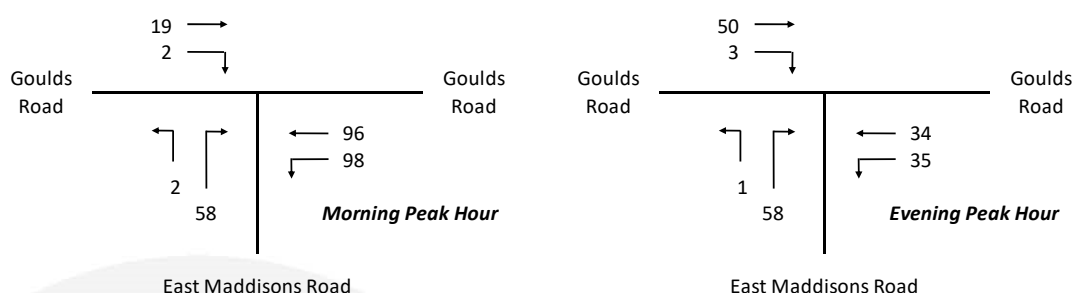 19
2
Goulds
Road
Goulds
Road
96
98
2
58
Morning Peak Hour
East Maddisons Road
50
3
Goulds
Road
Goulds
Road
34
35
1
58
Evening Peak Hour
East Maddisons Road